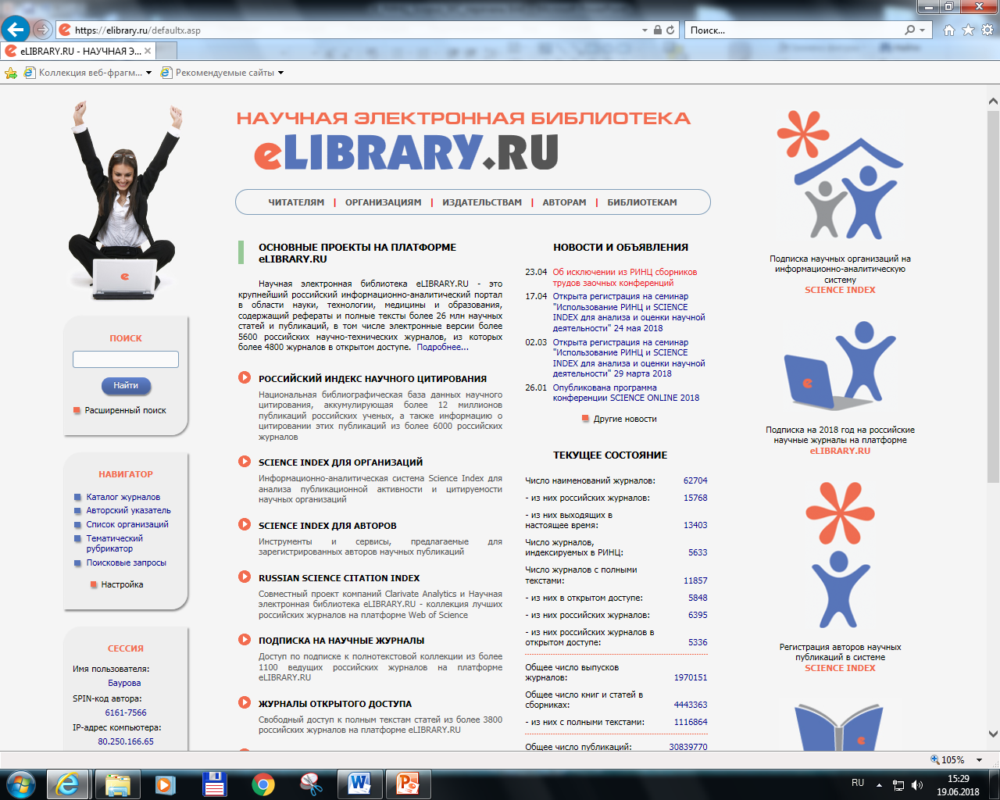 https://elibrary.ru/defaultx.asp
Поиск...
eLIBRARY.RU - НАУЧНАЯ Э...
Коллекция веб-фрагм...
Рекомендуемые сайты
НАУЧНАЯ ЭЛЕКТРОННАЯ БИБЛИОТЕКА
eLIBRARY.RU
ЧИТАТЕЛЯМ | ОРГАНИЗАЦИЯМ | ИЗДАТЕЛЬСТВАМ | АВТОРАМ | БИБЛИОТЕКАМ
ПОИСК
Найти
Расширенный поиск
НАВИГАТОР
Каталог журналов
Авторский указатель
Список организаций
Тематический
рубрикатор
Поисковые запросы
Настройка
СЕССИЯ
Имя пользователя:
Баурова
SPIN-код автора:
6161-7566
IP-адрес компьютера:
80.250.166.65
ОСНОВНЫЕ ПРОЕКТЫ НА ПЛАТФОРМЕ
eLIBRARY.RU
Научная электронная библиотека eLIBRARY.RU - это
крупнейший российский информационно-аналитический портал
в области науки, технологии, медицины и образования,
содержащий рефераты и полные тексты более 26 млн научных
статей и публикаций, в том числе электронные версии более
5600 российских научно-технических журналов, из которых
более 4800 журналов в открытом доступе. Подробнее...
РОССИЙСКИЙ ИНДЕКС НАУЧНОГО ЦИТИРОВАНИЯ
Национальная библиографическая база данных научного
цитирования, аккумулирующая более 12 миллионов
публикаций российских ученых, а также информацию о
цитировании этих публикаций из более 6000 российских
журналов
SCIENCE INDEX ДЛЯ ОРГАНИЗАЦИЙ
Информационно-аналитическая система Science Index для
анализа публикационной активности и цитируемости
научных организаций
SCIENCE INDEX ДЛЯ АВТОРОВ
Инструменты и сервисы, предлагаемые для
зарегистрированных авторов научных публикаций
RUSSIAN SCIENCE CITATION INDEX
Совместный проект компаний Clarivate Analytics и Научная
электронная библиотека eLIBRARY.RU - коллекция лучших
российских журналов на платформе Web of Science
ПОДПИСКА НА НАУЧНЫЕ ЖУРНАЛЫ
Доступ по подписке к полнотекстовой коллекции из более
1100 ведущих российских журналов на платформе
eLIBRARY.RU
ЖУРНАЛЫ ОТКРЫТОГО ДОСТУПА
Свободный доступ к полным текстам статей из более 3800
российских журналов на платформе eLIBRARY.RU
НОВОСТИ И ОБЪЯВЛЕНИЯ
23.04 Об исключении из РИНЦ сборников
трудов заочных конференций
17.04 Открыта регистрация на семинар
"Использование РИНЦ и SCIENCE
INDEX для анализа и оценки научной
деятельности" 24 мая 2018
02.03 Открыта регистрация на семинар
"Использование РИНЦ и SCIENCE
INDEX для анализа и оценки научной
деятельности" 29 марта 2018
26.01 Опубликована программа
конференции SCIENCE ONLINE 2018
Другие новости
ТЕКУЩЕЕ СОСТОЯНИЕ
Число наименований журналов: 62704
- из них российских журналов: 15768
- из них выходящих в
настоящее время: 13403
Число журналов,
индексируемых в РИНЦ: 5633
Число журналов с полными
текстами: 11857
- из них в открытом доступе: 5848
- из них российских журналов: 6395
- из них российских журналов в
открытом доступе: 5336
Общее число выпусков
журналов: 1970151
Общее число книг и статей в
сборниках: 4443363
- из них с полными текстами: 1116864
Общее число публикаций: 30839770
Подписка научных организаций на
информационно-аналитическую
систему
SCIENCE INDEX
Подписка на 2018 год на российские
научные журналы на платформе
eLIBRARY.RU
Регистрация авторов научных
публикаций в системе
SCIENCE INDEX
105%
RU
15:29
19.06.2018